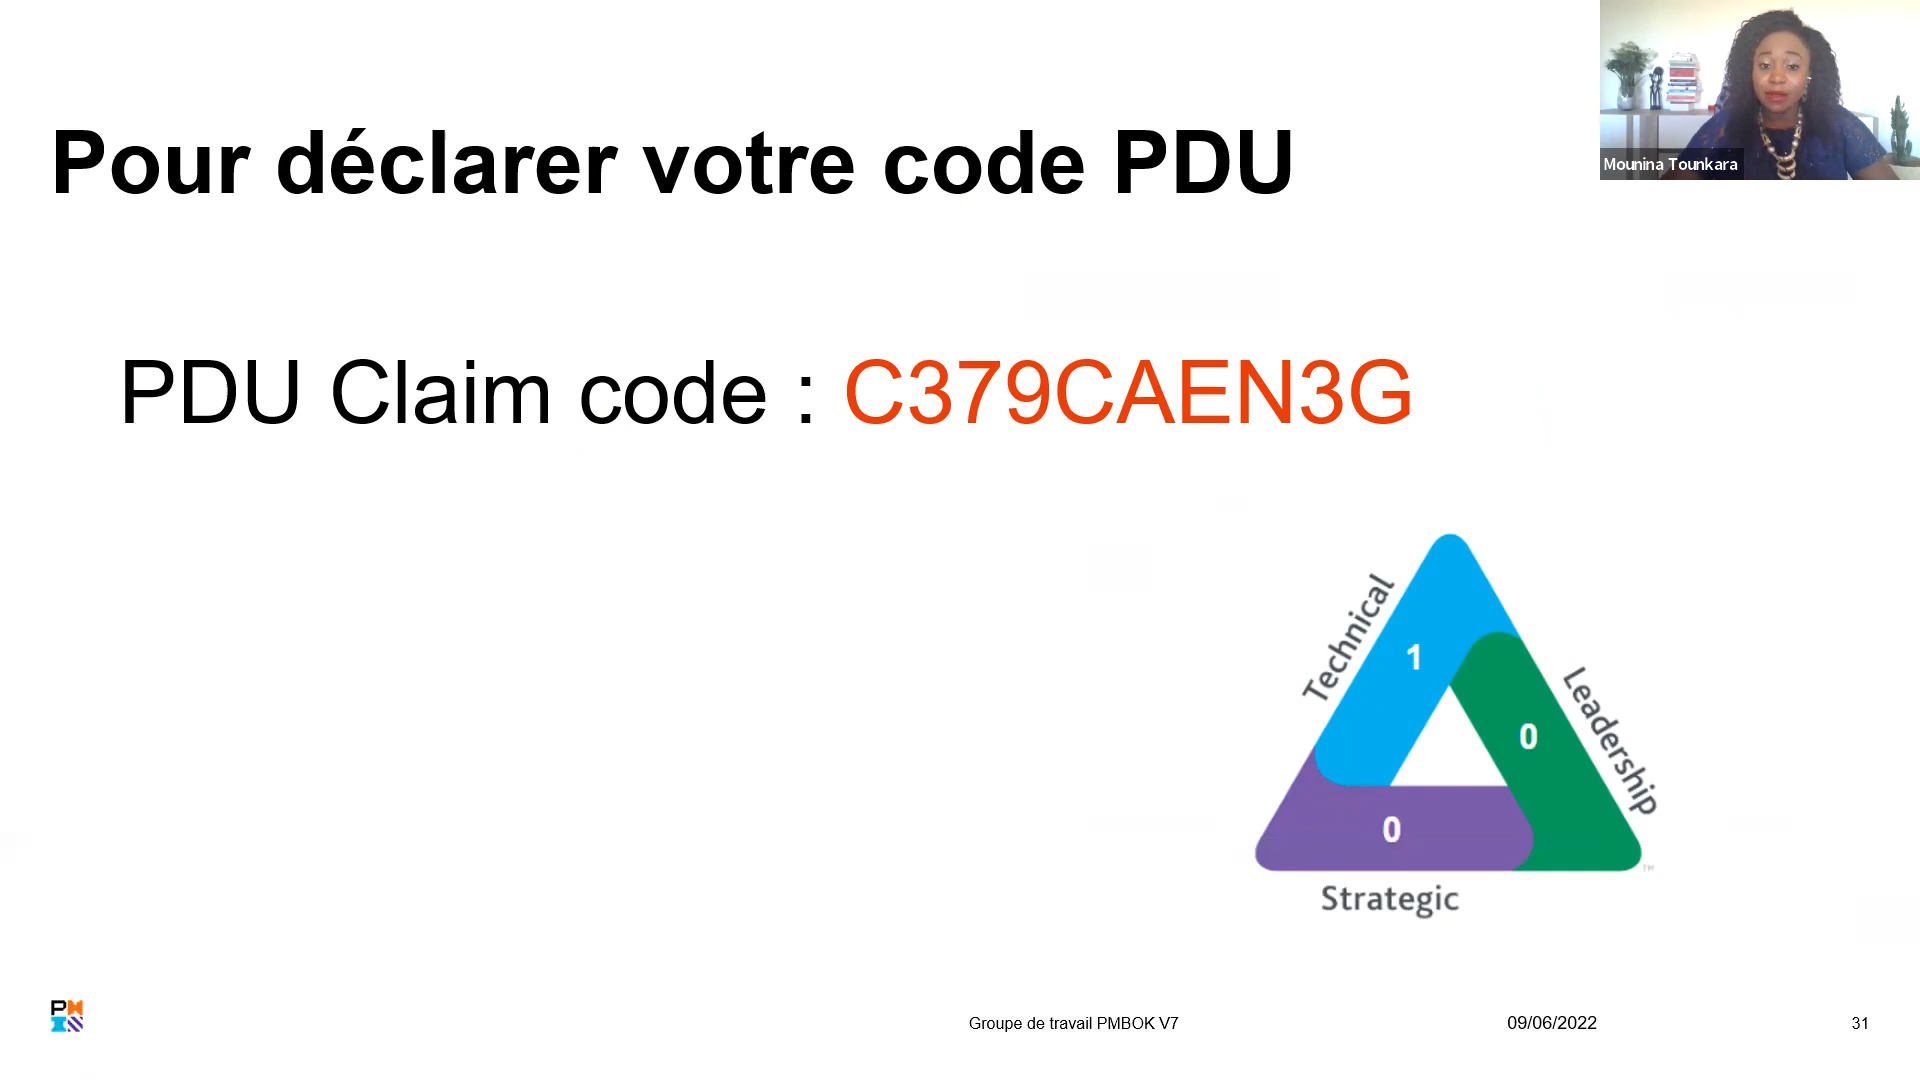 Pour déclarer votre code PDU
Mounina Tounkara
PDU Claim code : C379CAEN3G
Technical
1
Leadership
0
0
Strategic
TM
Groupe de travail PMBOK V7
09/06/2022
31